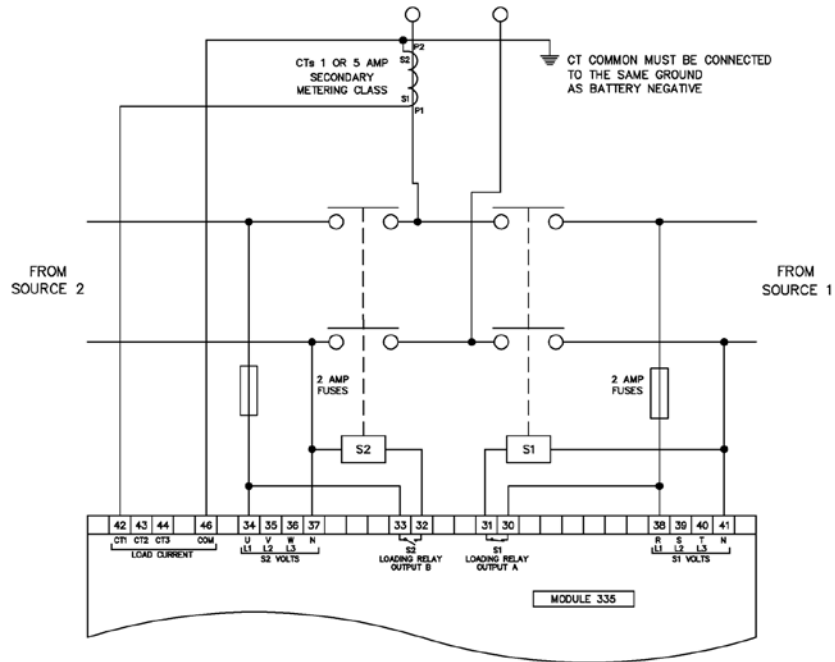 CTs 1 OR 5 AMP
SECONDARY
METERING CLASS
S2
P2
S1
P1
CT COMMON MUST BE CONNECTED
TO THE SAME GROUND
AS BATTERY NEGATIVE
FROM
SOURCE 2
FROM
SOURCE 1
2 AMP
FUSES
2 AMP
FUSES
S2
S1
42 43 44 46 34 35 36 37 33 32 31 30 38 39 40 41
CT1 CT2 CT3 COM
LOAD CURRENT
U V W N
L1 L2 L3
S2 VOLTS
S2
LOADING RELAY
OUTPUT B
S1
LOADING RELAY
OUTPUT A
R S T N
L1 L2 L3
S1 VOLTS
MODULE 335